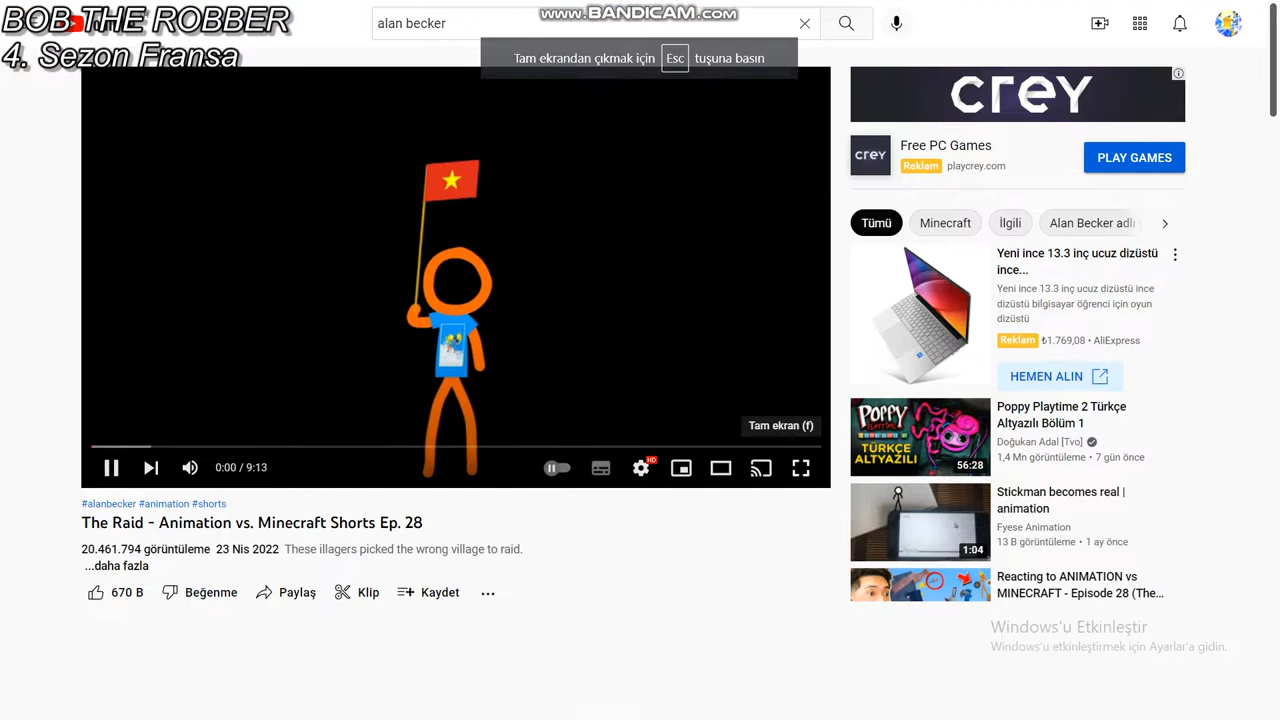 BOB THE ROBBER
4. Sezon Fransa
alan becker
www.BANDICAM.com
Tam ekrandan çıkmak için Esc tuşuna basın
crey
crey
Free PC Games
Reklam playcrey.com
PLAY GAMES
Tümü
Minecraft
İlgili
Alan Becker adlı
Yeni ince 13.3 inç ucuz dizüstü
ince...
Yeni ince 13.3 inç ucuz dizüstü ince
dizüstü bilgisayar öğrenci için oyun
dizüstü
Reklam ₺1.769,08 • AliExpress
HEMEN ALIN
Tam ekran (f)
0:00 / 9:13
HD
POPPY
PLAYTIME
TÜRKÇE
ALTYAZILI
56:28
Poppy Playtime 2 Türkçe
Altyazılı Bölüm 1
Doğukan Adal [Tvo]
1,4 Mn görüntüleme • 7 gün önce
1:04
Stickman becomes real |
animation
Fyese Animation
13 B görüntüleme • 1 ay önce
Reacting to ANIMATION vs
MINECRAFT - Episode 28 (The...
#alanbecker #animation #shorts
The Raid - Animation vs. Minecraft Shorts Ep. 28
20.461.794 görüntüleme 23 Nis 2022 These illagers picked the wrong village to raid.
...daha fazla
670 B
Beğenme
Paylaş
Klip
Kaydet
Windows'u Etkinleştir
Windows'u etkinleştirmek için Ayarlar'a gidin.